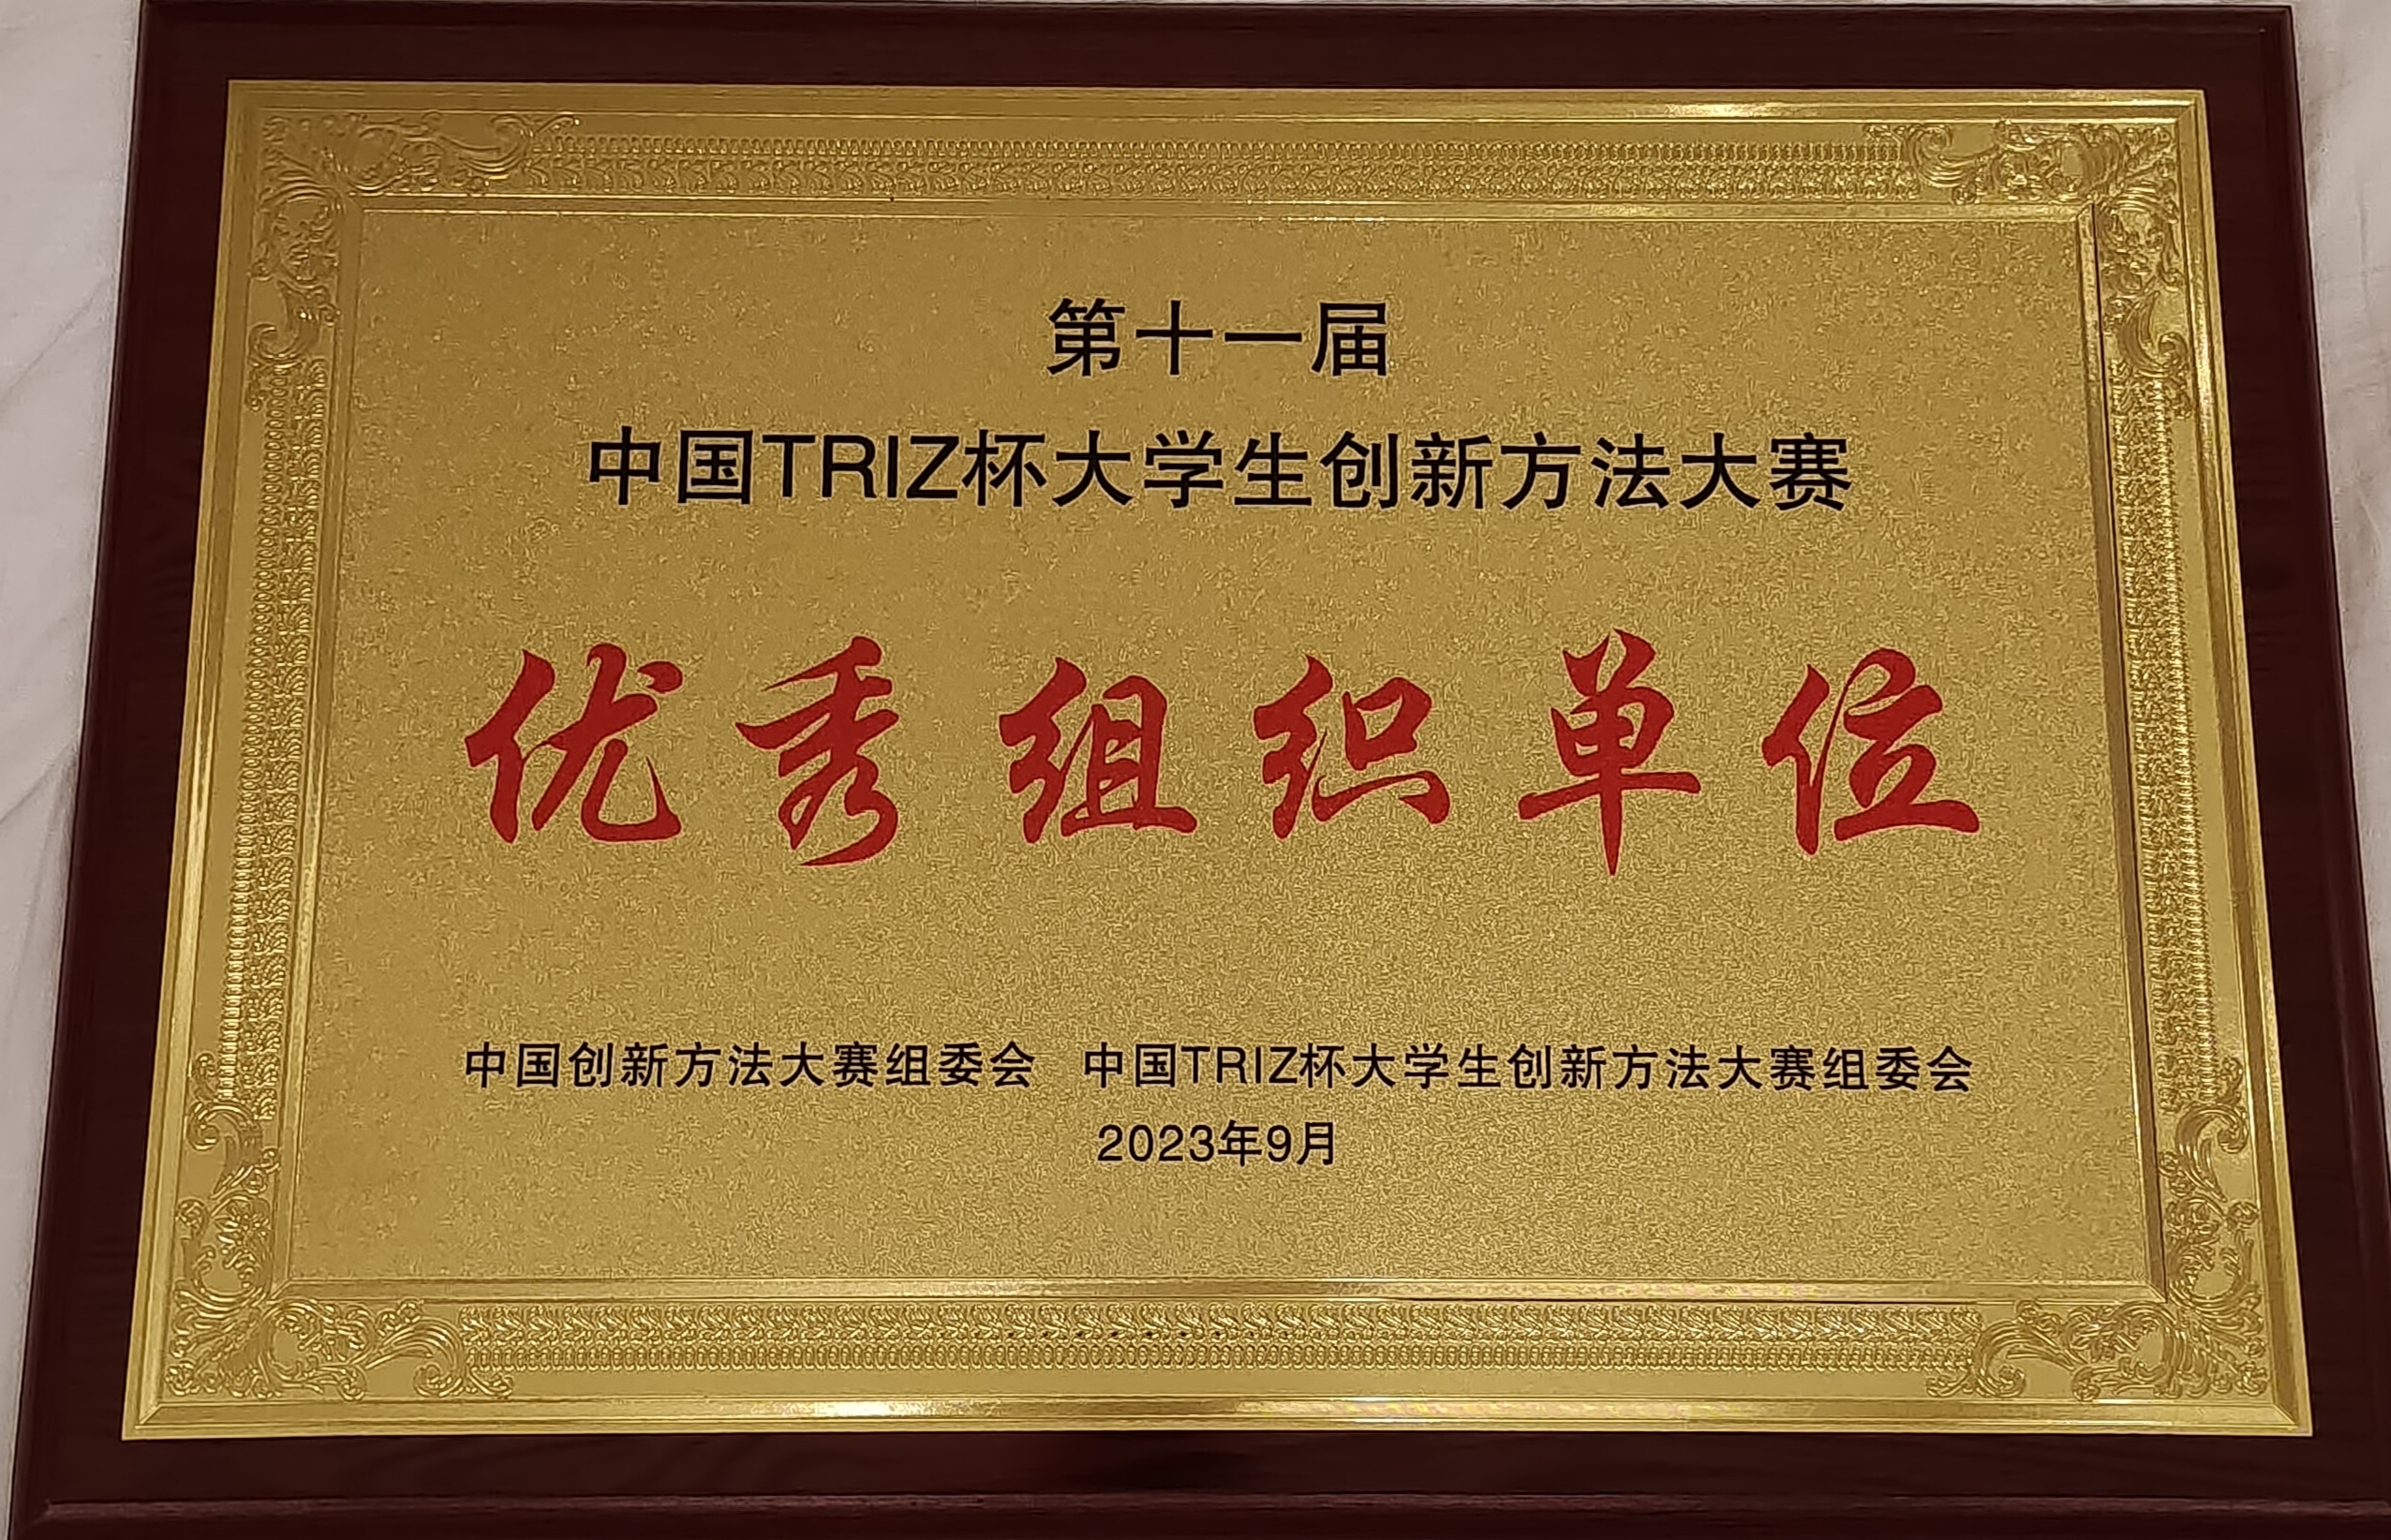 第十一届
中国TRIZ杯大学生创新方法大赛
优秀组织单位
中国创新方法大赛组委会 中国TRIZ杯大学生创新方法大赛组委会
2023年9月